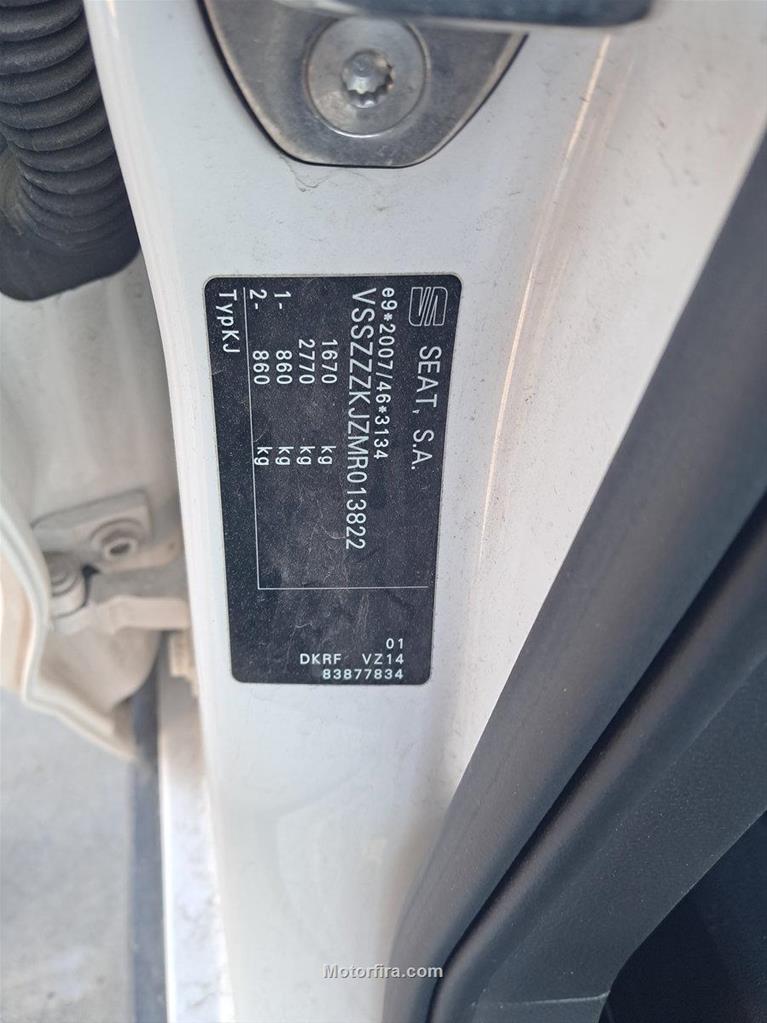 SEAT, S.A.
e9*2007/46*3134
VSSZZZKJZMR013822
1670 kg
2770 kg
1- 860 kg
2- 860 kg
TypKJ
01
DKRF VZ14
83877834
Motorfira.com